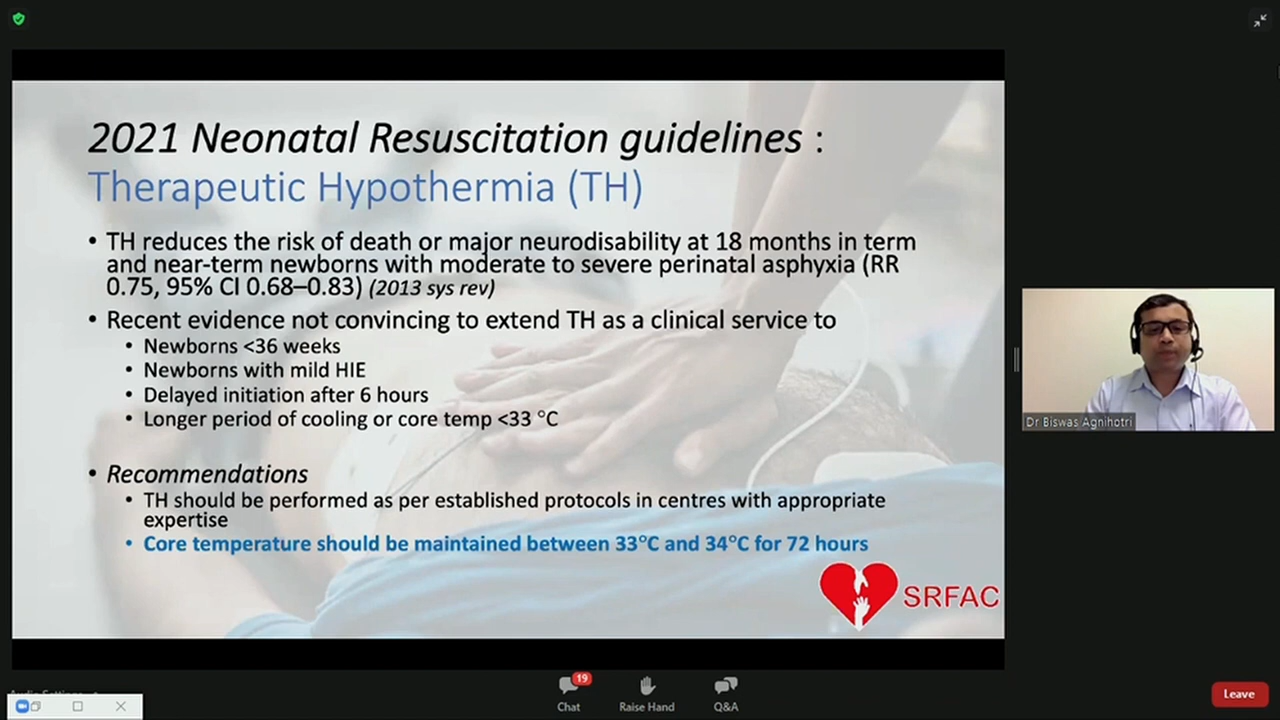 2021 Neonatal Resuscitation guidelines :
Therapeutic Hypothermia (TH)
• TH reduces the risk of death or major neurodisability at 18 months in term
and near-term newborns with moderate to severe perinatal asphyxia (RR
0.75, 95% CI 0.68–0.83) (2013 sys rev)
• Recent evidence not convincing to extend TH as a clinical service to
• Newborns <36 weeks
• Newborns with mild HIE
• Delayed initiation after 6 hours
• Longer period of cooling or core temp <33 °C
• Recommendations
• TH should be performed as per established protocols in centres with appropriate
expertise
• Core temperature should be maintained between 33°C and 34°C for 72 hours
SRFAC
Dr Biswas Agnihotri
19
Chat
Raise Hand
Q&A
Leave